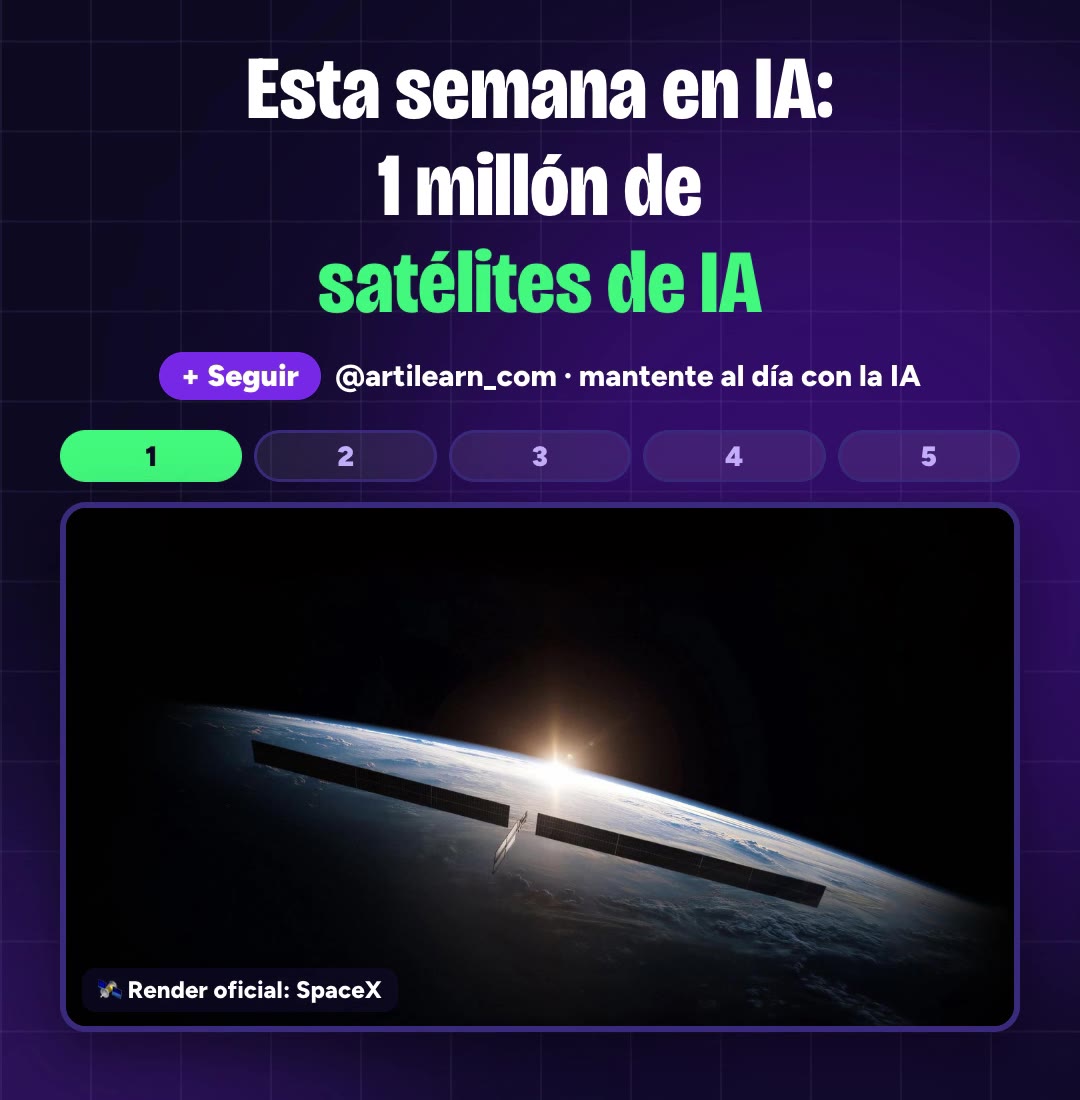 Esta semana en IA:
1 millón de
satélites de IA
+ Seguir @artilearn_com · mantente al día con la IA
1 2 3 4 5
🛰️ Render oficial: SpaceX